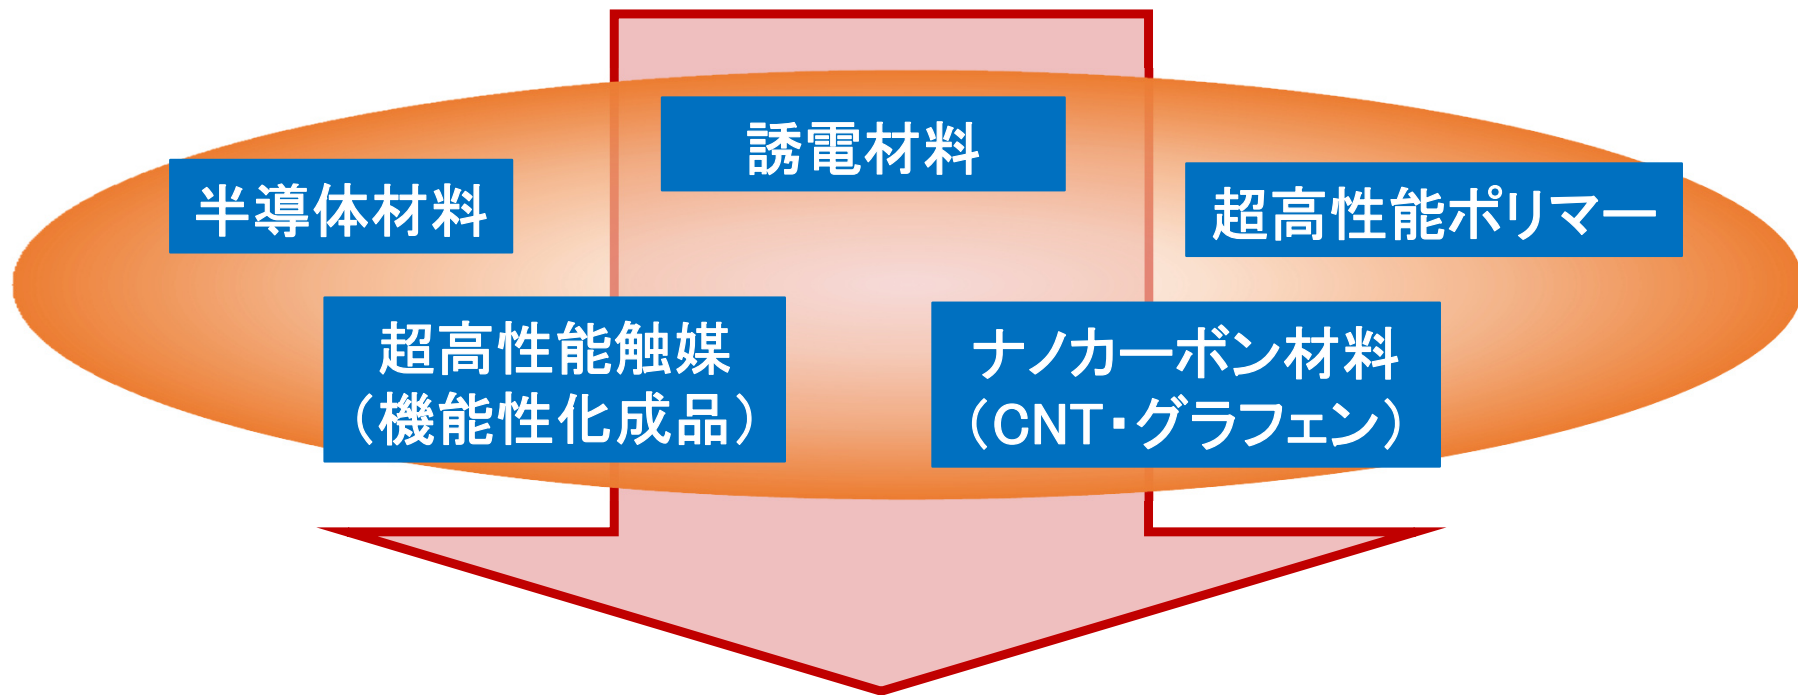 誘電材料
半導体材料
超高性能ポリマー
超高性能触媒
（機能性化成品）
ナノカーボン材料
（CNT・グラフェン）